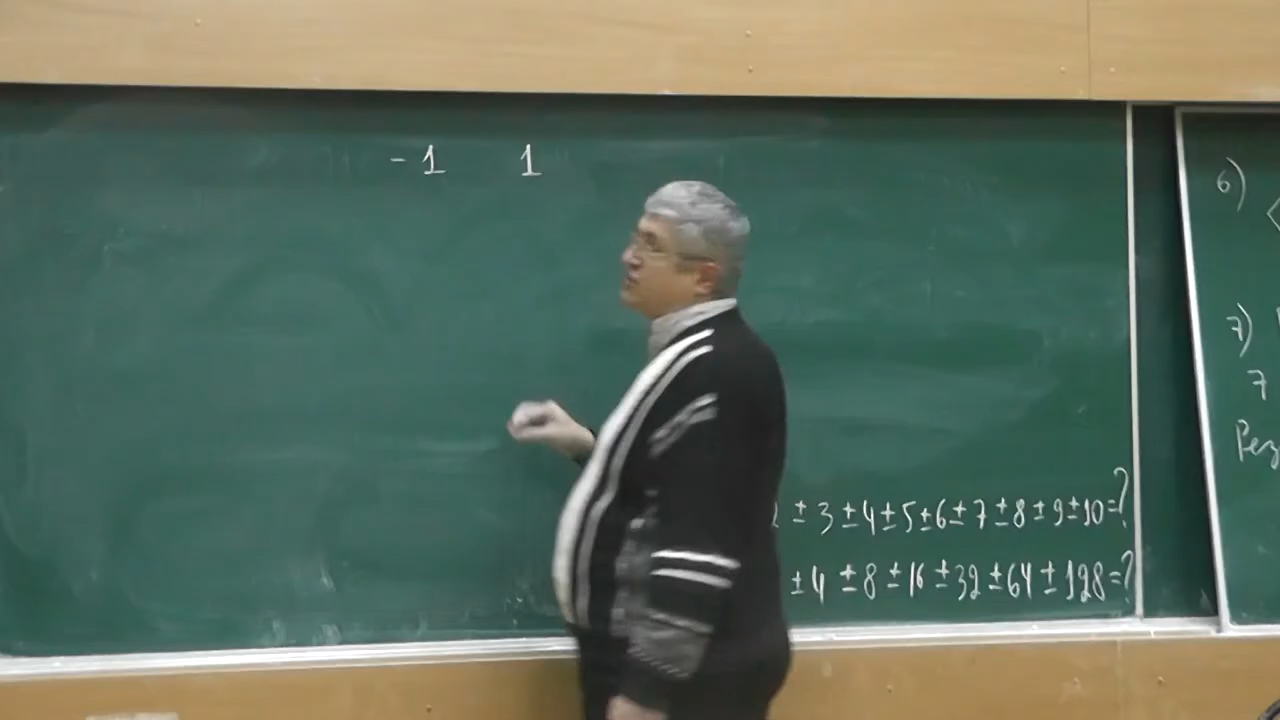 - 1 1
± 3 ± 4 ± 5 ± 6 ± 7 ± 8 ± 9 ± 10 = ?
± 4 ± 8 ± 16 ± 32 ± 64 ± 128 = ?
6)
7)
7
Рез